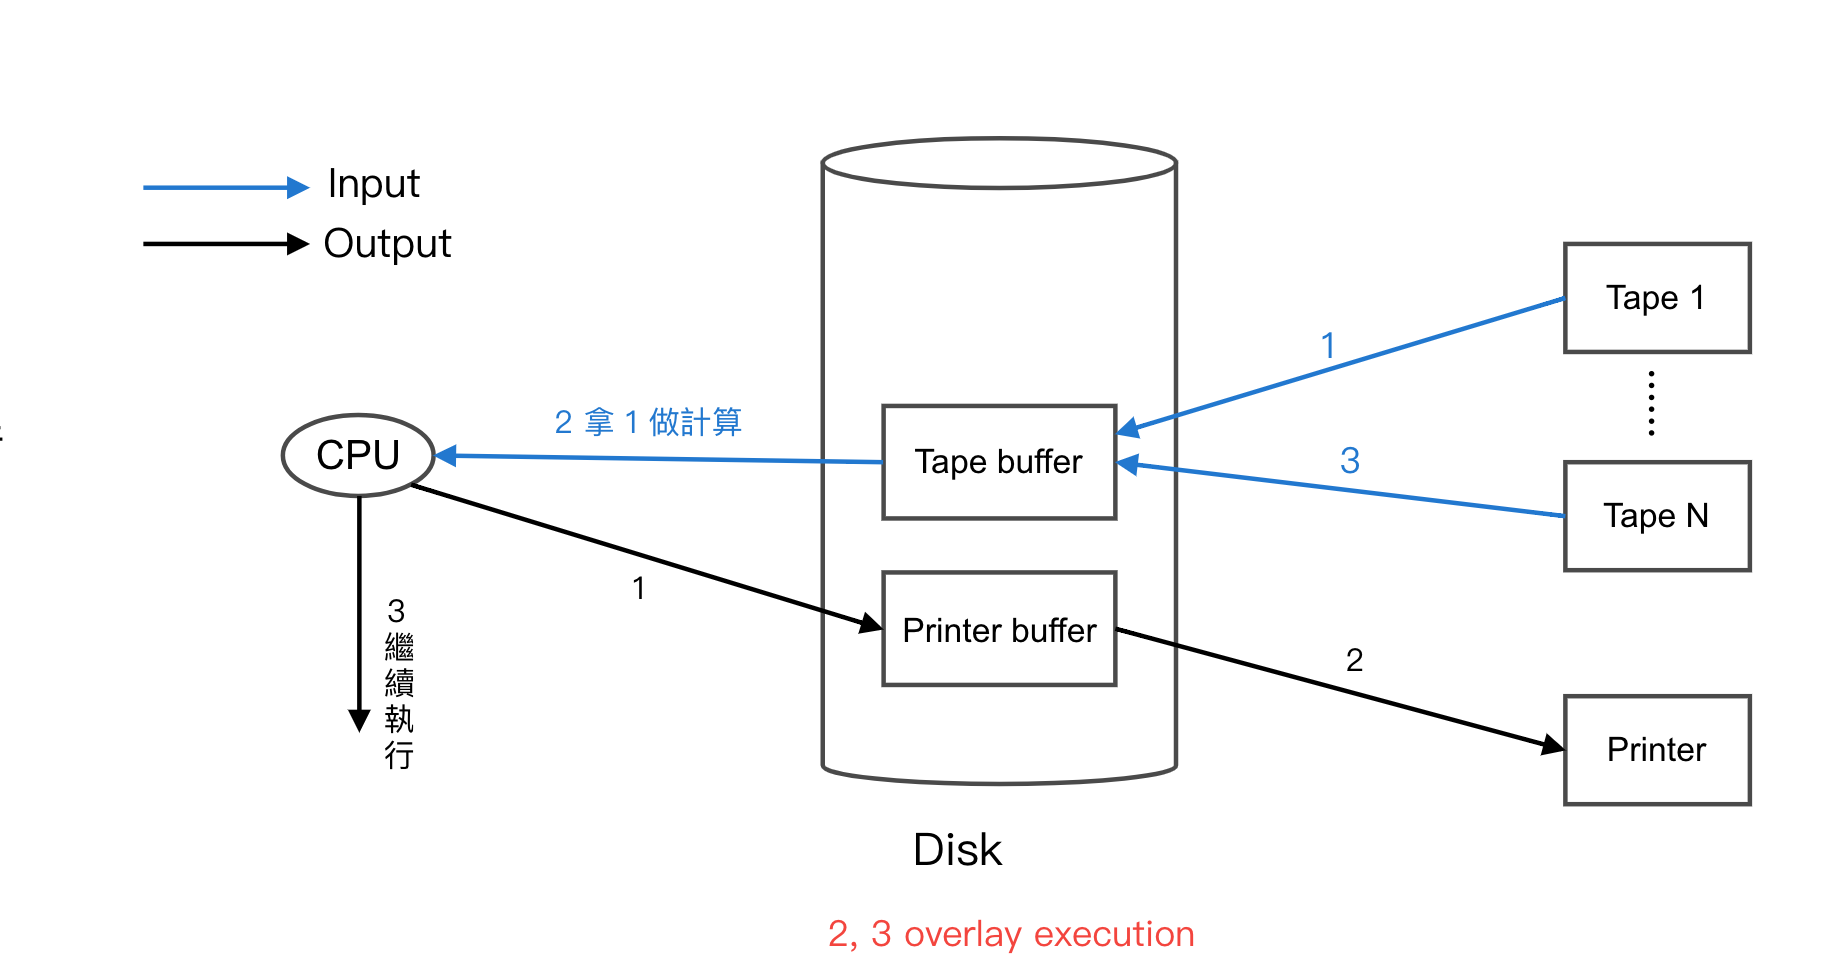 Input
Output
Tape 1
1
2 拿 1 做計算
CPU
Tape buffer
3
Tape N
1
Printer buffer
3
繼
續
執
行
2
Printer
Disk
2, 3 overlay execution